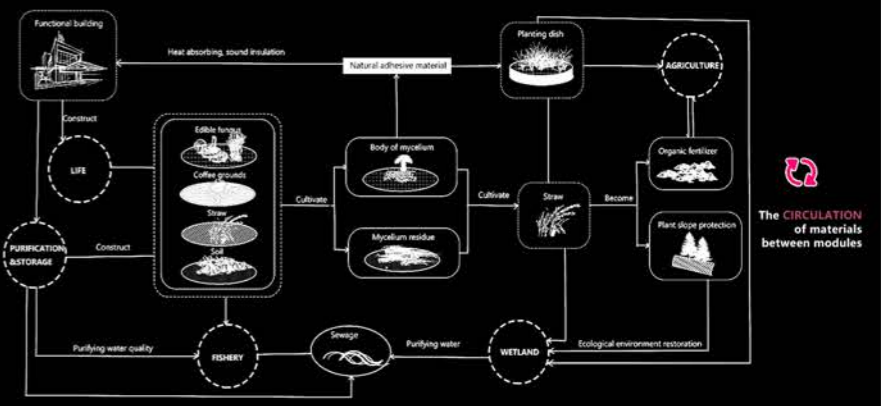 Functional building
Planting dish
Heat absorbing, sound insulation
Natural adhesive material
AGRICULTURE
Construct
Edible fungus
Body of mycelium
Organic fertilizer
LIFE
Coffee grounds
Cultivate
Cultivate
Straw
Become
Straw
Plant slope protection
The CIRCULATION
of materials
between modules
PURIFICATION
&STORAGE
Construct
Soil
Mycelium residue
Sewage
Purifying water quality
FISHERY
Purifying water
WETLAND
Ecological environment restoration